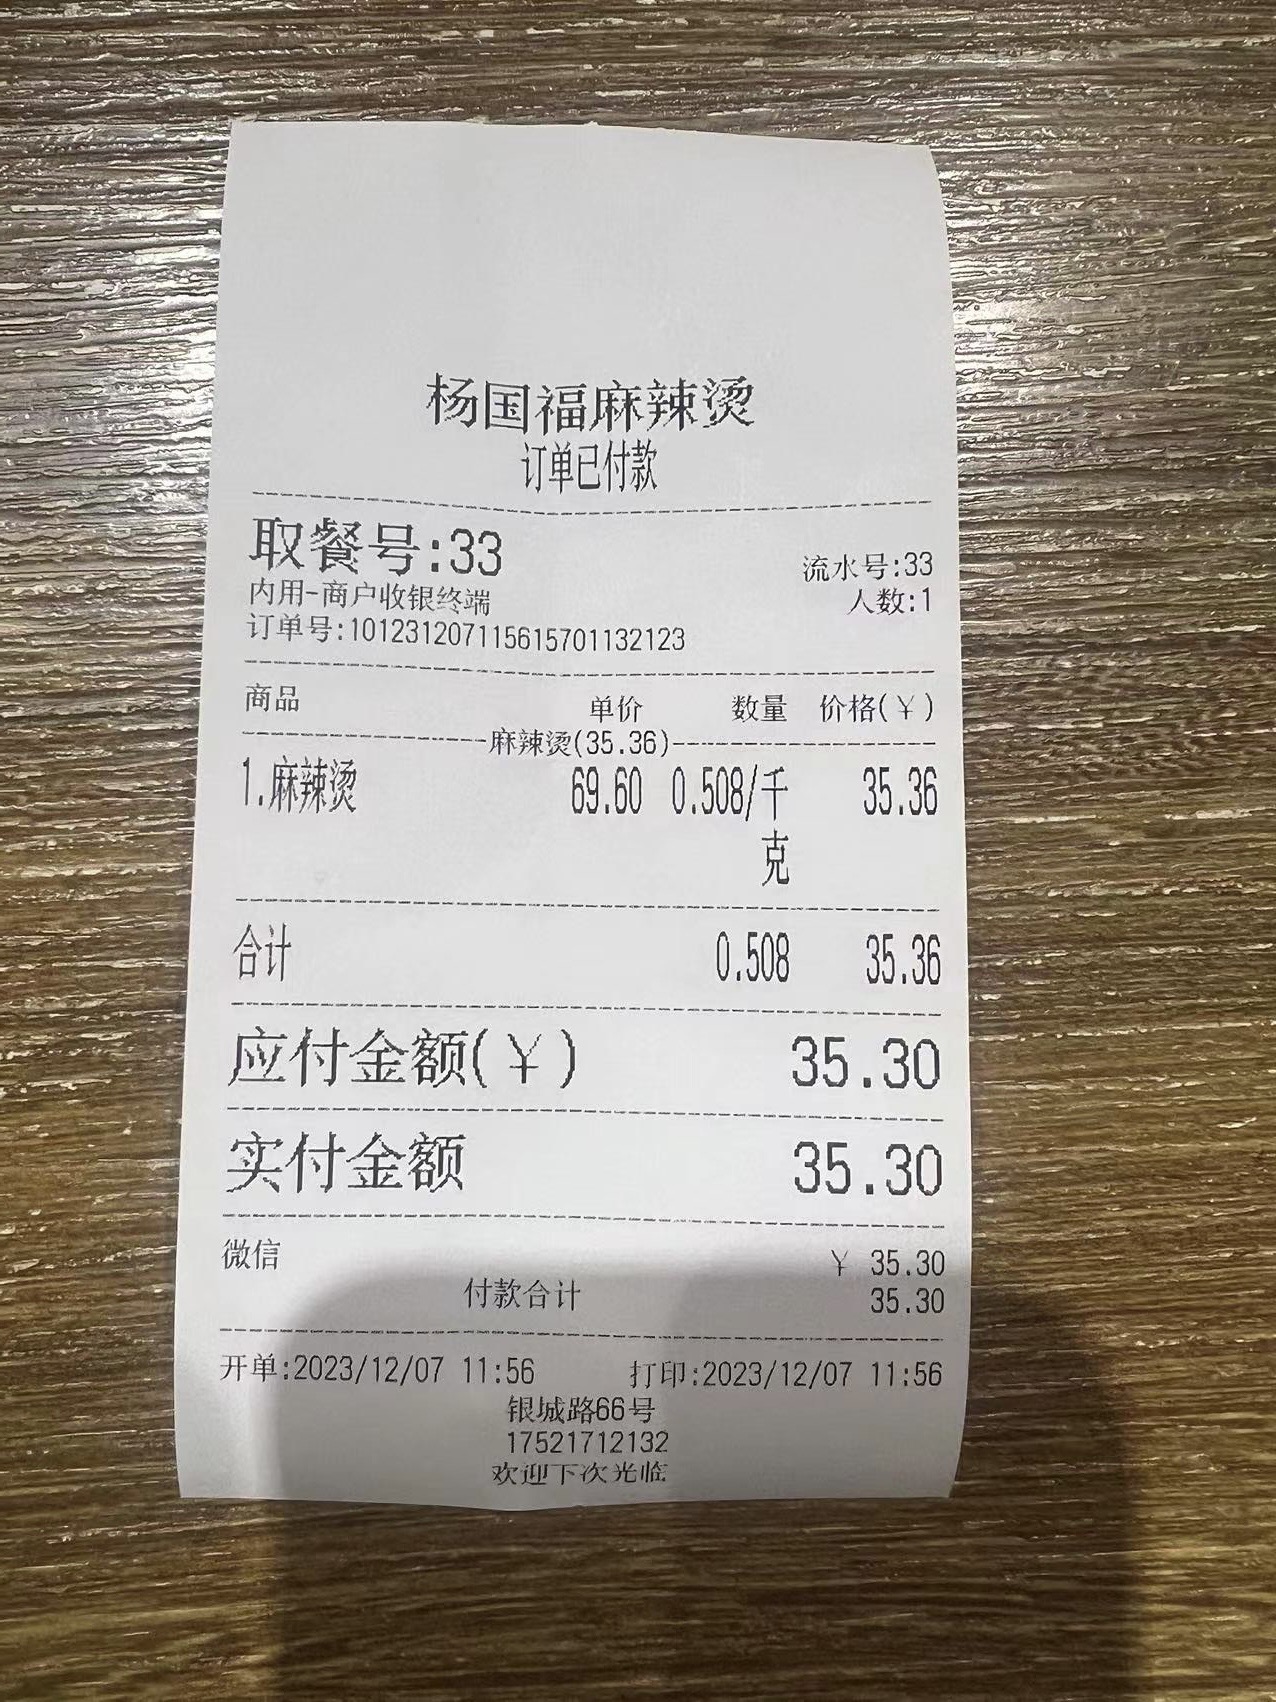 杨国福麻辣烫
订单已付款
取餐号:33 流水号:33
内用-商户收银终端 人数:1
订单号:101231207115615701132123
商品 单价 数量 价格(¥)
麻辣烫(35.36)
1.麻辣烫 69.60 0.508/千 35.36
克
合计 0.508 35.36
应付金额(¥) 35.30
实付金额 35.30
微信 ¥ 35.30
付款合计 35.30
开单:2023/12/07 11:56 打印:2023/12/07 11:56
银城路66号
17521712132
欢迎下次光临